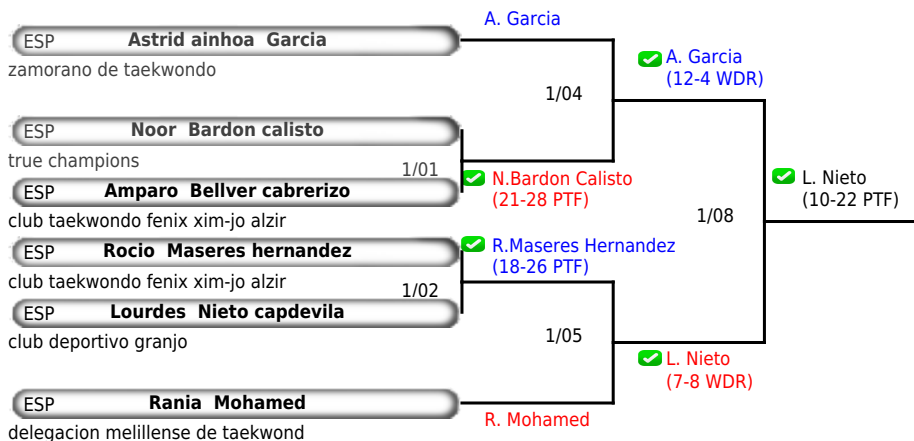 A. Garcia
ESP Astrid ainhoa Garcia
zamorano de taekwondo
A. Garcia
(12-4 WDR)
1/04
ESP Noor Bardon calisto
true champions
1/01
N.Bardon Calisto
(21-28 PTF)
ESP Amparo Bellver cabrerizo
club taekwondo fenix xim-jo alzir
L. Nieto
(10-22 PTF)
1/08
ESP Rocio Maseres hernandez
R.Maseres Hernandez
(18-26 PTF)
club taekwondo fenix xim-jo alzir
1/02
ESP Lourdes Nieto capdevila
club deportivo granjo
1/05
L. Nieto
(7-8 WDR)
ESP Rania Mohamed
R. Mohamed
delegacion melillense de taekwond